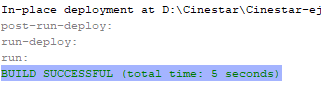 In-place deployment at D:\Cinestar\Cinestar-ej
post-run-deploy:
run-deploy:
run:
BUILD SUCCESSFUL (total time: 5 seconds)